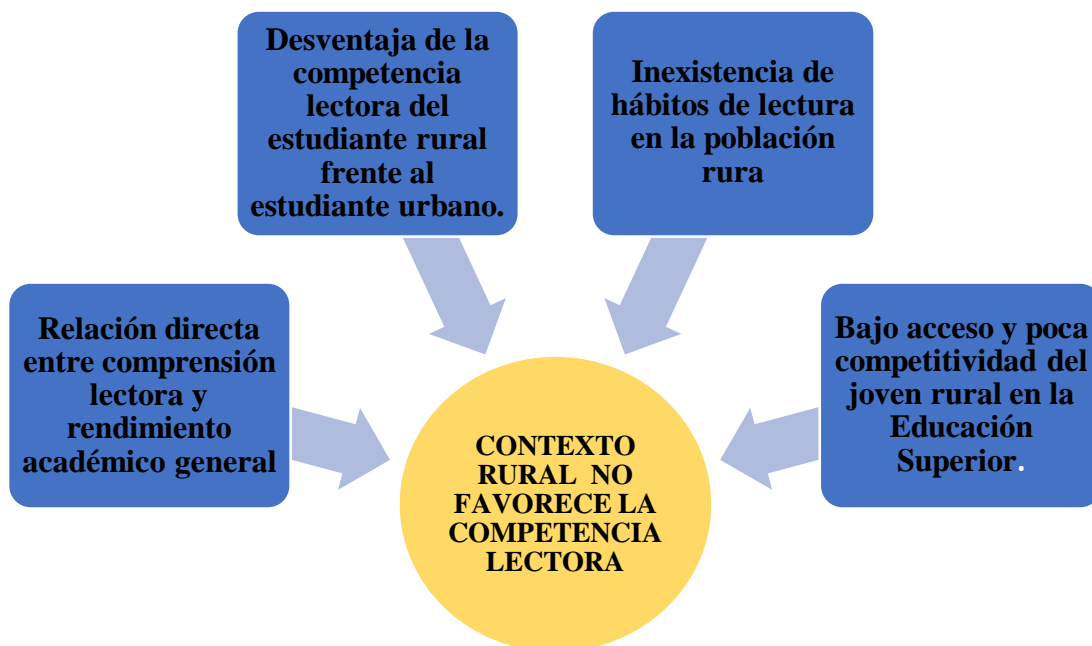 Desventaja de la
competencia
lectora del
estudiante rural
frente al
estudiante urbano.
Inexistencia de
hábitos de lectura
en la población
rura
Relación directa
entre comprensión
lectora y
rendimiento
académico general
Bajo acceso y poca
competitividad del
joven rural en la
Educación
Superior.
CONTEXTO
RURAL NO
FAVORECE LA
COMPETENCIA
LECTORA